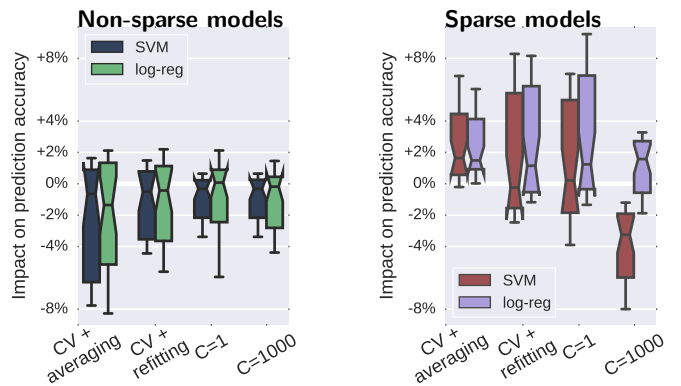 Non-sparse models
Impact on prediction accuracy
+8%
+4%
+2%
0%
-2%
-4%
-8%
SVM
log-reg
CV +
averaging
CV +
refitting
C=1
C=1000
Sparse models
Impact on prediction accuracy
+8%
+4%
+2%
0%
-2%
-4%
-8%
SVM
log-reg
CV +
averaging
CV +
refitting
C=1
C=1000